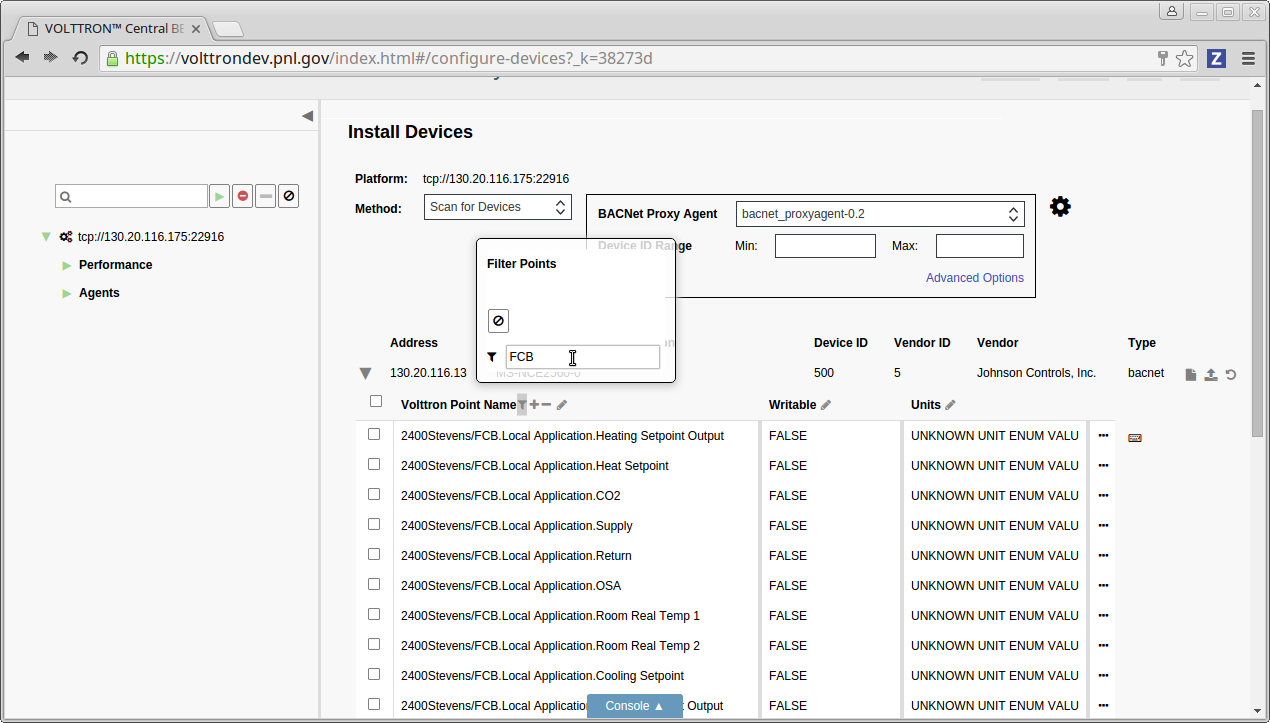 VOLTTRON™ Central BE
https://volttrondev.pnl.gov/index.html#/configure-devices?_k=38273d
Z
Install Devices
Platform: tcp://130.20.116.175:22916
Method: Scan for Devices
BACNet Proxy Agent bacnet_proxyagent-0.2
Device ID Range Min: Max:
Advanced Options
tcp://130.20.116.175:22916
Performance
Agents
Filter Points
FCB
Address Device ID Vendor ID Vendor Type
130.20.116.13 MS-NCE2560-0 500 5 Johnson Controls, Inc. bacnet
Volttron Point Name Writable Units
2400Stevens/FCB.Local Application.Heating Setpoint Output FALSE UNKNOWN UNIT ENUM VALU
2400Stevens/FCB.Local Application.Heat Setpoint FALSE UNKNOWN UNIT ENUM VALU
2400Stevens/FCB.Local Application.CO2 FALSE UNKNOWN UNIT ENUM VALU
2400Stevens/FCB.Local Application.Supply FALSE UNKNOWN UNIT ENUM VALU
2400Stevens/FCB.Local Application.Return FALSE UNKNOWN UNIT ENUM VALU
2400Stevens/FCB.Local Application.OSA FALSE UNKNOWN UNIT ENUM VALU
2400Stevens/FCB.Local Application.Room Real Temp 1 FALSE UNKNOWN UNIT ENUM VALU
2400Stevens/FCB.Local Application.Room Real Temp 2 FALSE UNKNOWN UNIT ENUM VALU
2400Stevens/FCB.Local Application.Cooling Setpoint FALSE UNKNOWN UNIT ENUM VALU
2400Stevens/FCB.Local Application Output FALSE UNKNOWN UNIT ENUM VALU
Console ▲